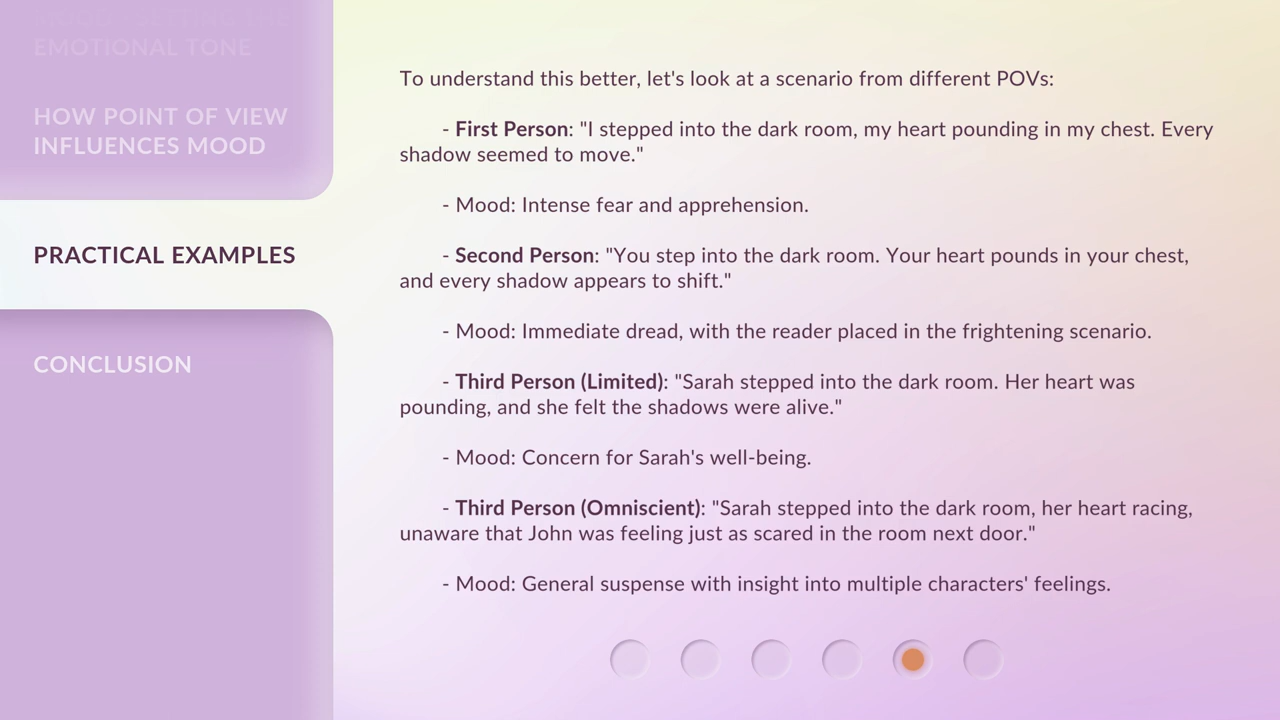 MOOD - SETTING THE
EMOTIONAL TONE
HOW POINT OF VIEW
INFLUENCES MOOD
PRACTICAL EXAMPLES
CONCLUSION
To understand this better, let's look at a scenario from different POVs:
- First Person: "I stepped into the dark room, my heart pounding in my chest. Every
shadow seemed to move."
- Mood: Intense fear and apprehension.
- Second Person: "You step into the dark room. Your heart pounds in your chest,
and every shadow appears to shift."
- Mood: Immediate dread, with the reader placed in the frightening scenario.
- Third Person (Limited): "Sarah stepped into the dark room. Her heart was
pounding, and she felt the shadows were alive."
- Mood: Concern for Sarah's well-being.
- Third Person (Omniscient): "Sarah stepped into the dark room, her heart racing,
unaware that John was feeling just as scared in the room next door."
- Mood: General suspense with insight into multiple characters' feelings.